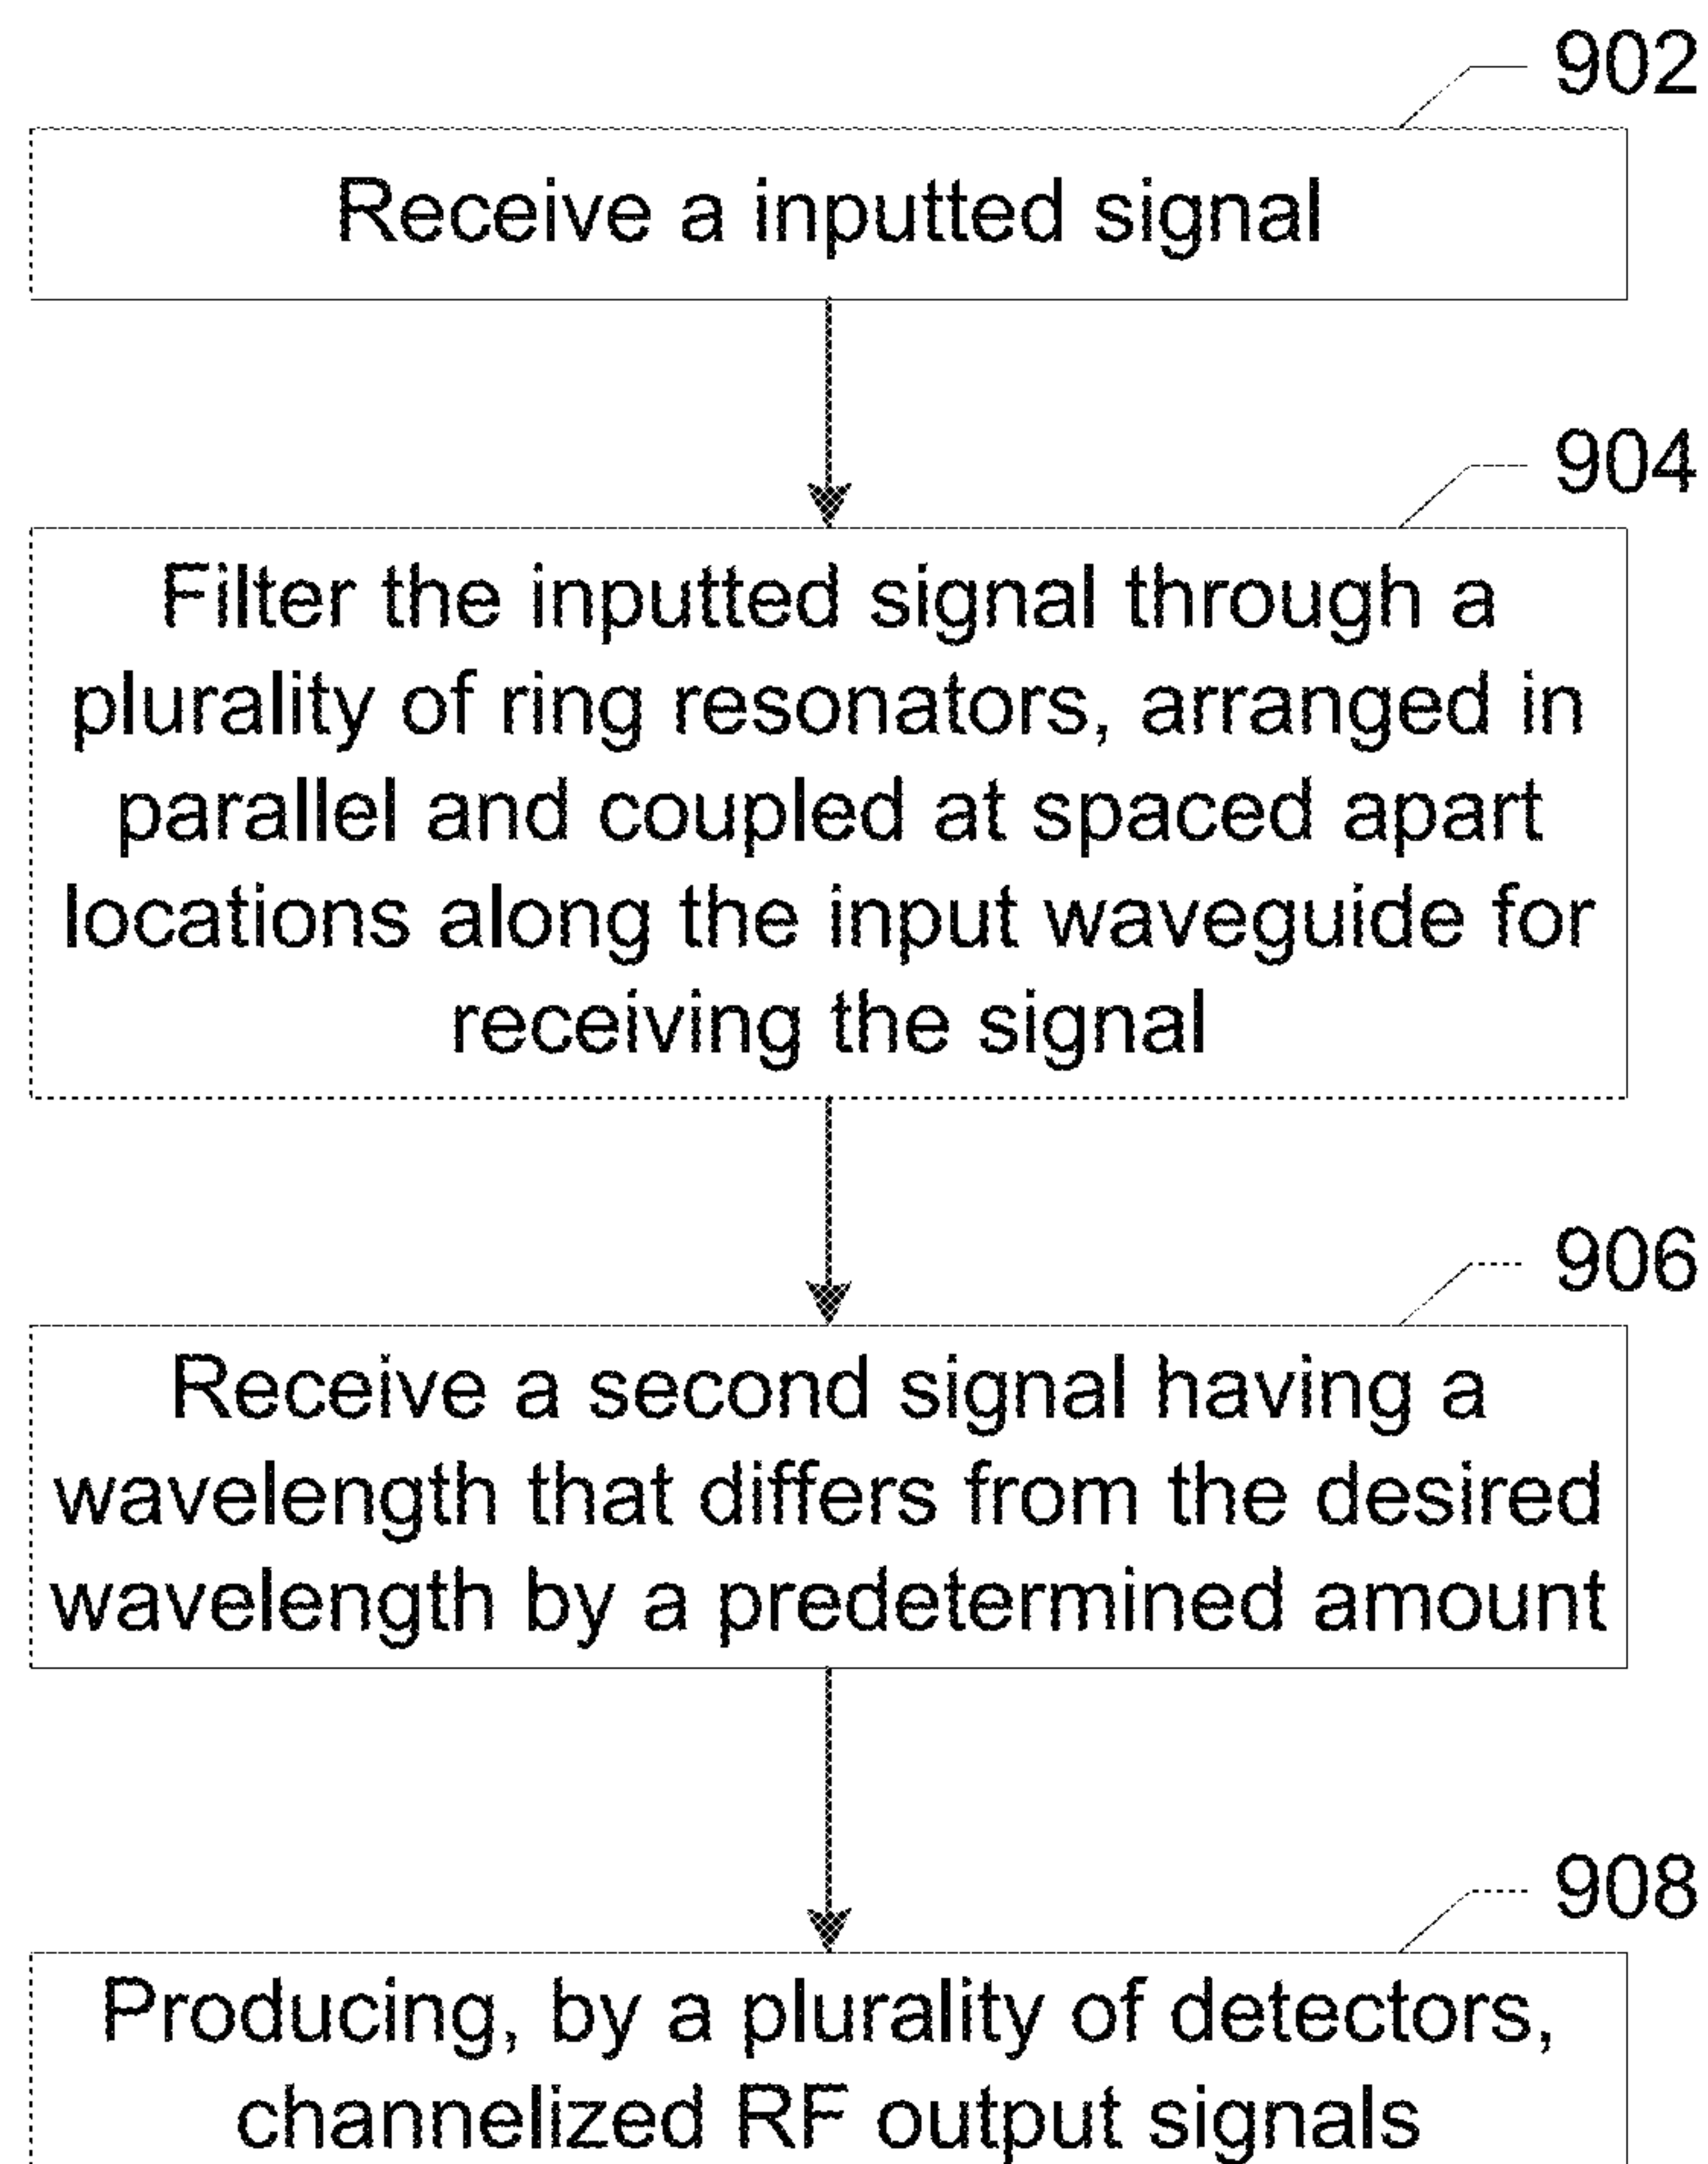 902
Receive a inputted signal
904
Filter the inputted signal through a
plurality of ring resonators, arranged in
parallel and coupled at spaced apart
locations along the input waveguide for
receiving the signal
906
Receive a second signal having a
wavelength that differs from the desired
wavelength by a predetermined amount
908
Producing, by a plurality of detectors,
channelized RF output signals